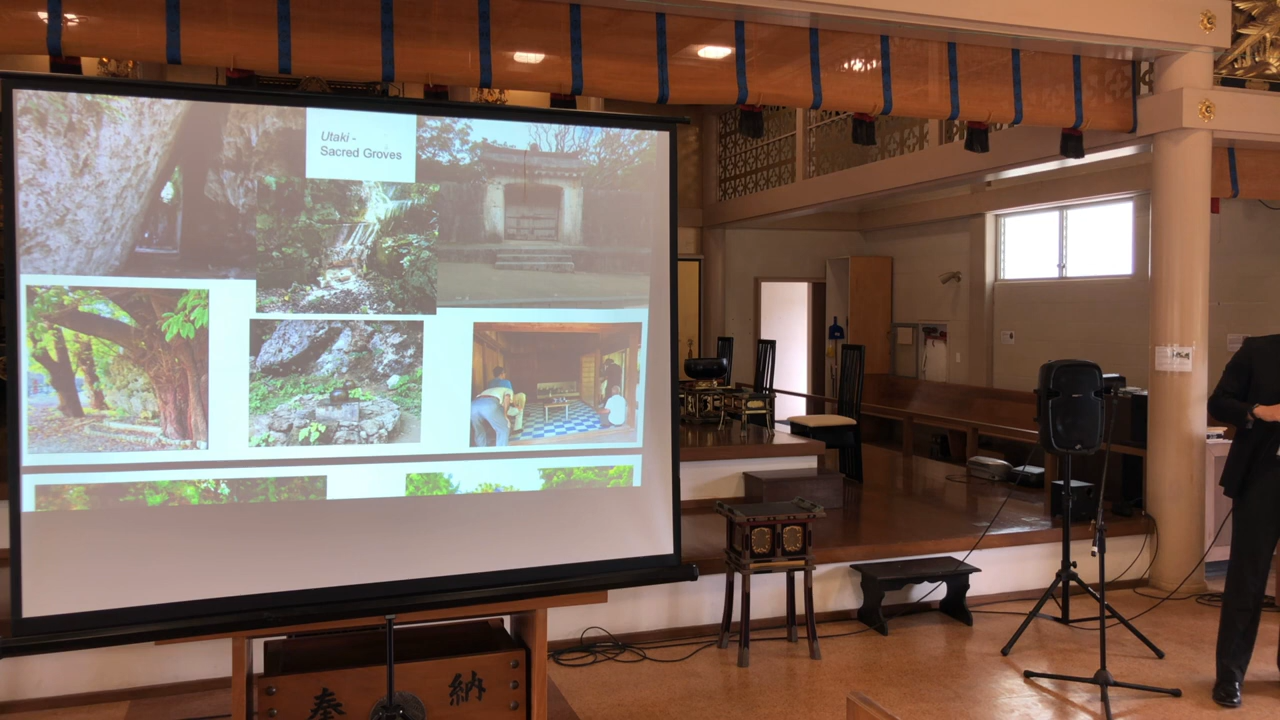 Utaki -
Sacred Groves
奉納